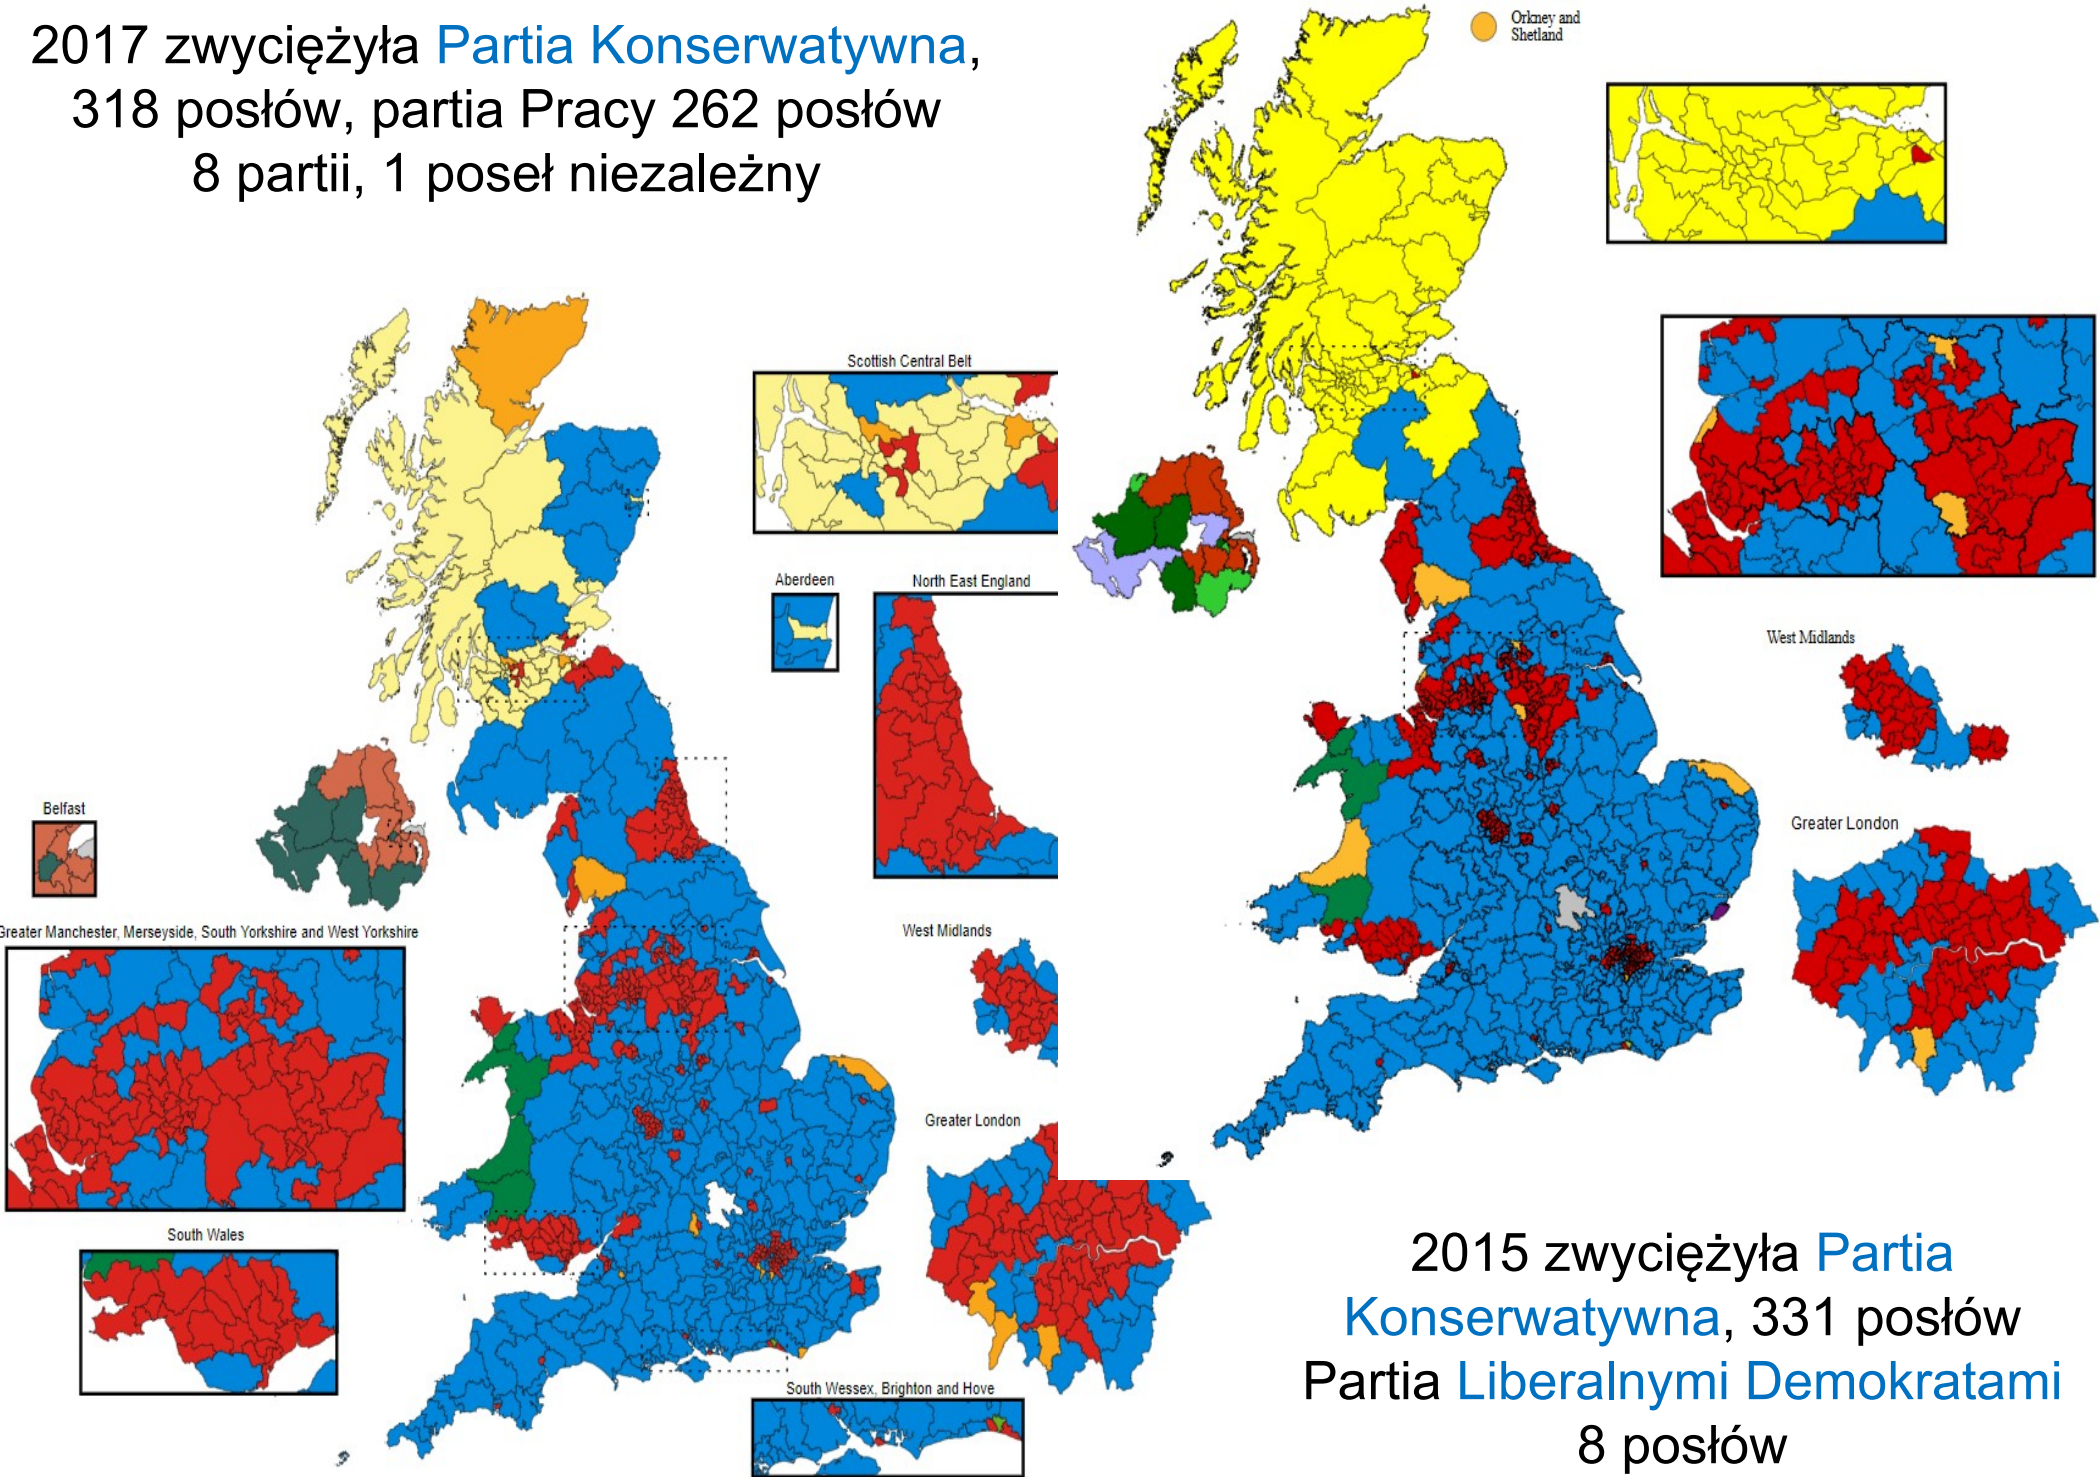 2017 zwyciężyła Partia Konserwatywna,
318 posłów, partia Pracy 262 posłów
8 partii, 1 poseł niezależny
Orkney and
Shetland
Scottish Central Belt
Aberdeen
North East England
Belfast
Greater Manchester, Merseyside, South Yorkshire and West Yorkshire
West Midlands
Greater London
South Wales
South Wessex, Brighton and Hove
West Midlands
Greater London
2015 zwyciężyła Partia
Konserwatywna, 331 posłów
Partia Liberalnymi Demokratami
8 posłów